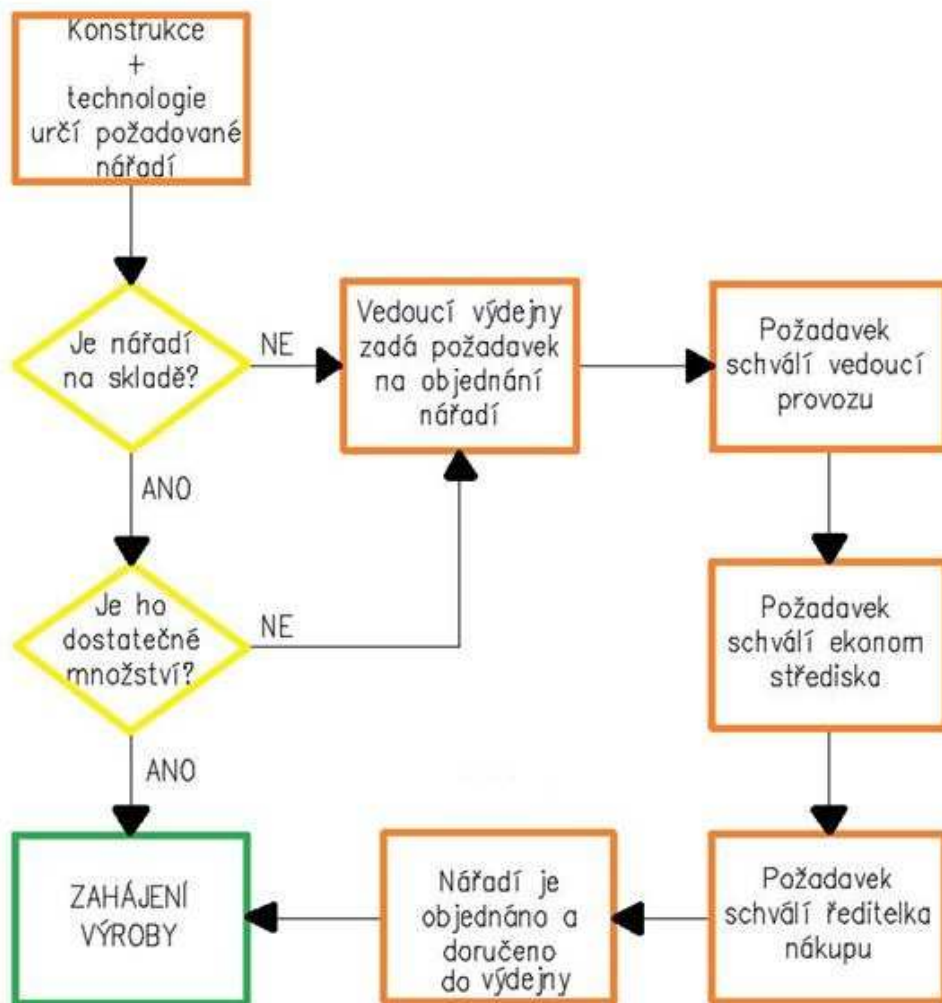 Konstrukce
+
technologie
určí požadované
nářadí
Je nářadí
na skladě?
NE
Vedoucí výdejny
zadá požadavek
na objednání
nářadí
Požadavek
schválí vedoucí
provozu
ANO
Je ho
dostatečné
množství?
NE
Požadavek
schválí ekonom
střediska
ANO
ZAHÁJENÍ
VÝROBY
Nářadí je
objednáno a
doručeno
do výdejny
Požadavek
schválí ředitelka
nákupu